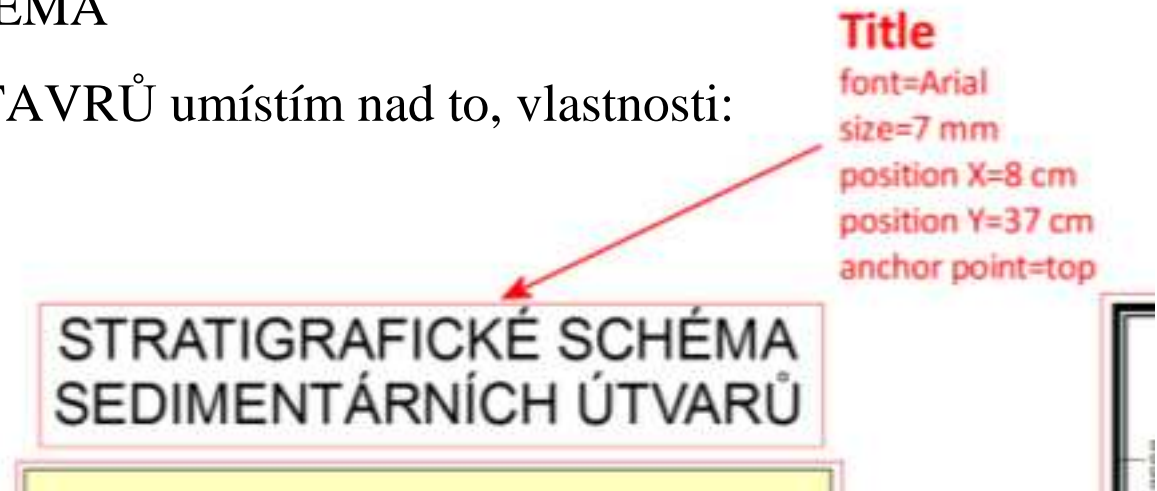 TAVRŮ umístím nad to, vlastnosti:
Title
font=Arial
size=7 mm
position X=8 cm
position Y=37 cm
anchor point=top
STRATIGRAFICKÉ SCHÉMA
SEDIMENTÁRNÍCH ÚTVARŮ